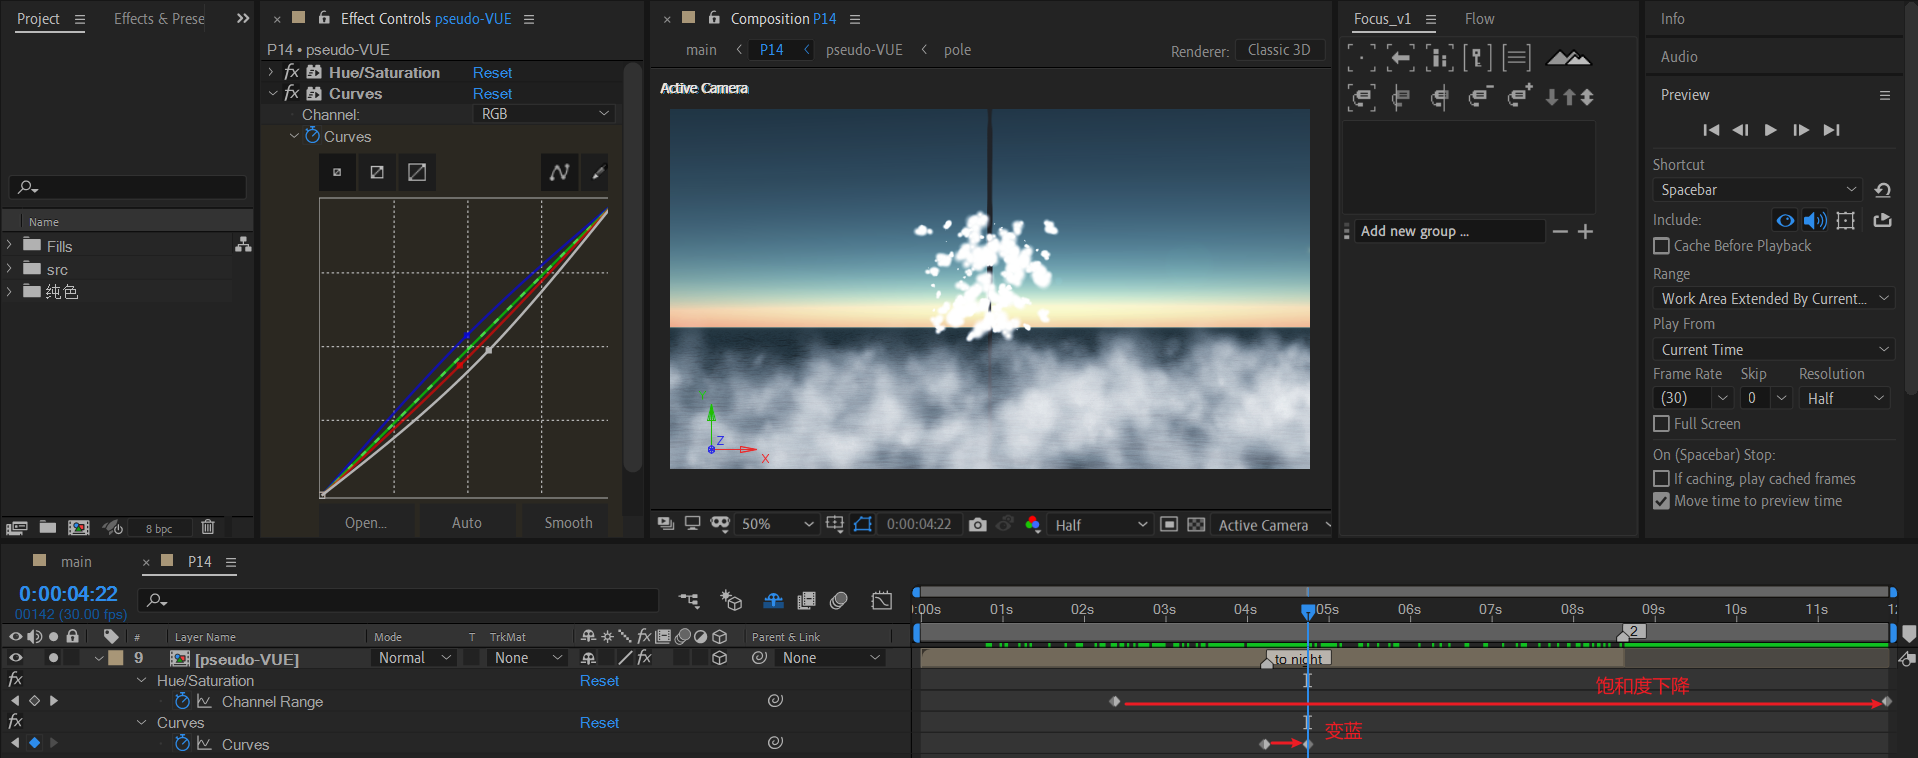 Project
Effects & Prese
Effect Controls pseudo-VUE
Composition P14
Focus_v1
Flow
Info
P14 • pseudo-VUE
main
P14
pseudo-VUE
pole
Renderer:
Classic 3D
Audio
fx Hue/Saturation Reset
fx Curves Reset
Channel: RGB
Curves
Active Camera
Preview
Shortcut
Spacebar
Include:
Cache Before Playback
Range
Work Area Extended By Current...
Play From
Current Time
Frame Rate Skip Resolution
(30) 0 Half
Full Screen
On (Spacebar) Stop:
If caching, play cached frames
Move time to preview time
Add new group ...
Name
Fills
src
纯色
8 bpc
Open...
Auto
Smooth
Y
Z
X
50%
0:00:04:22
Half
Active Camera
main
P14
0:00:04:22
00142 (30.00 fps)
:00s 01s 02s 03s 04s 05s 06s 07s 08s 09s 10s 11s 12
# Layer Name Mode T TrkMat fx Parent & Link
2
9 [pseudo-VUE] Normal None fx None
to night
fx Hue/Saturation Reset
Channel Range
饱和度下降
fx Curves Reset
Curves
变蓝